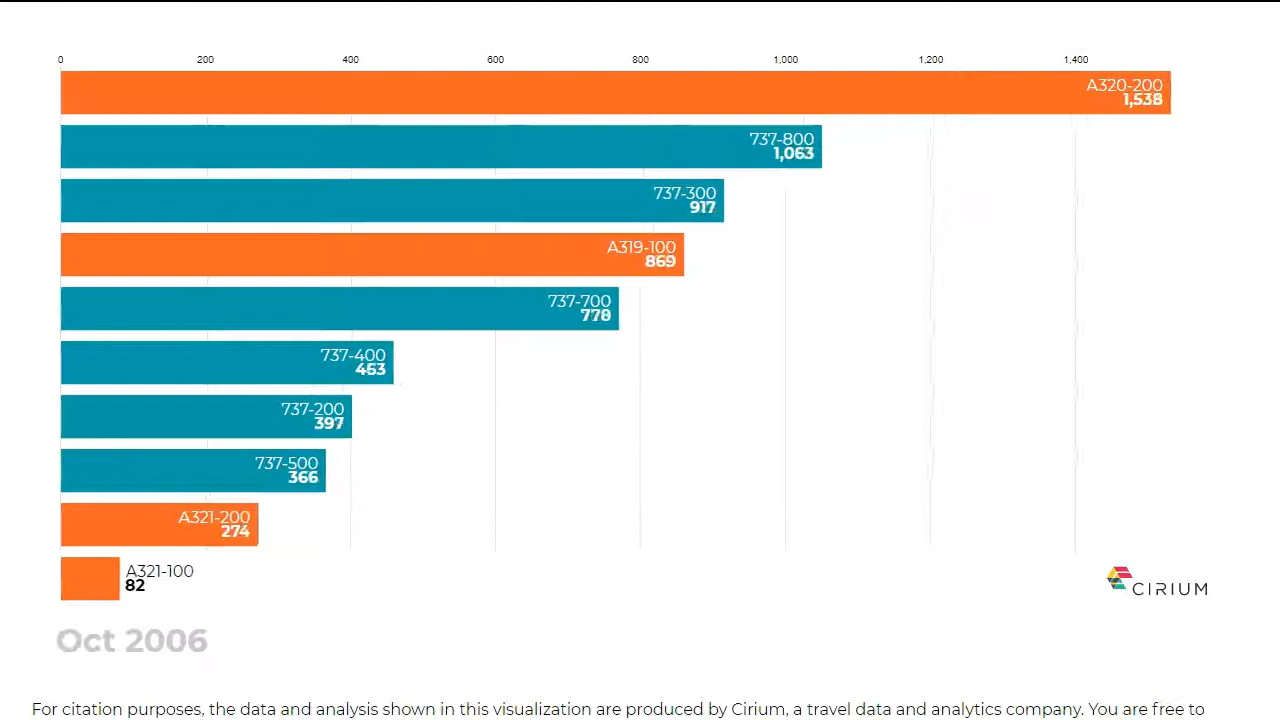 0 200 400 600 800 1,000 1,200 1,400
A320-200
1,538
737-800
1,063
737-300
917
A319-100
869
737-700
778
737-400
463
737-200
397
737-500
366
A321-200
274
A321-100
82
CIRIUM
Oct 2006
For citation purposes, the data and analysis shown in this visualization are produced by Cirium, a travel data and analytics company. You are free to